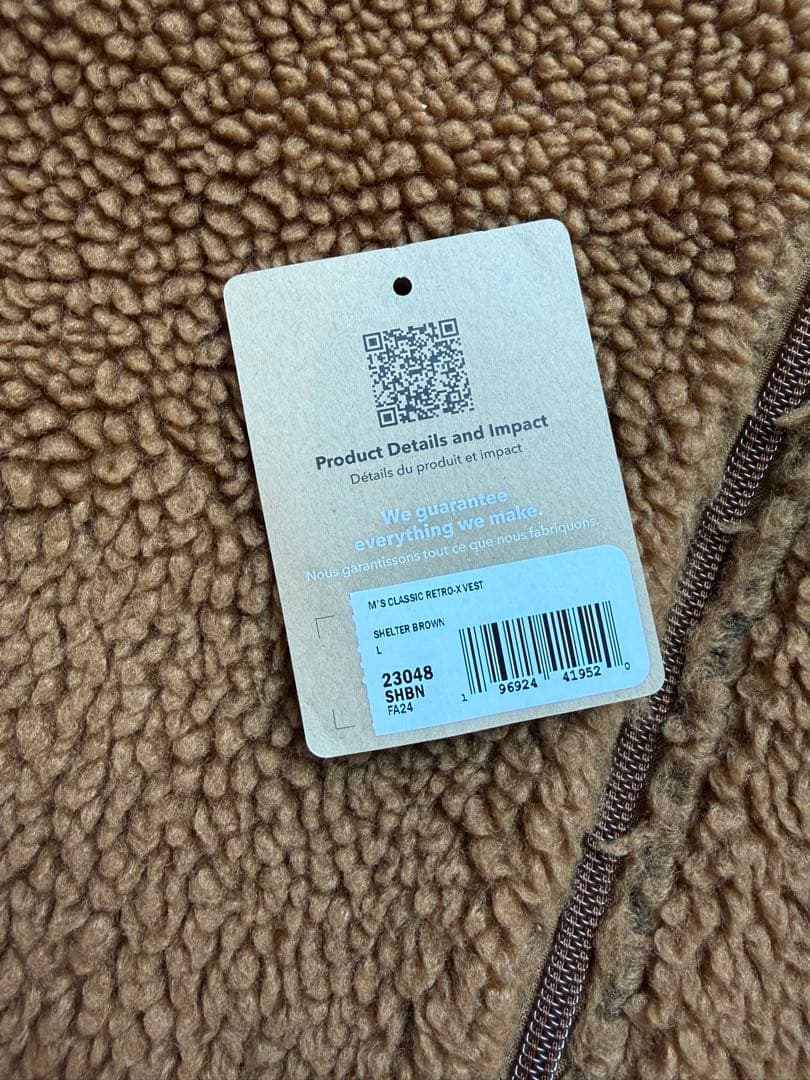 Product Details and Impact
Détails du produit et impact
We guarantee
everything we make.
Nous garantissons tout ce que nous fabriquons.
M'S CLASSIC RETRO-X VEST
SHELTER BROWN
L
23048
SHBN
FA24
1 96924 41952 0